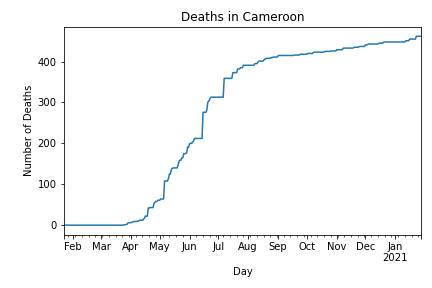 Deaths in Cameroon
Number of Deaths
400
300
200
100
0
Feb Mar Apr May Jun Jul Aug Sep Oct Nov Dec Jan
2021
Day